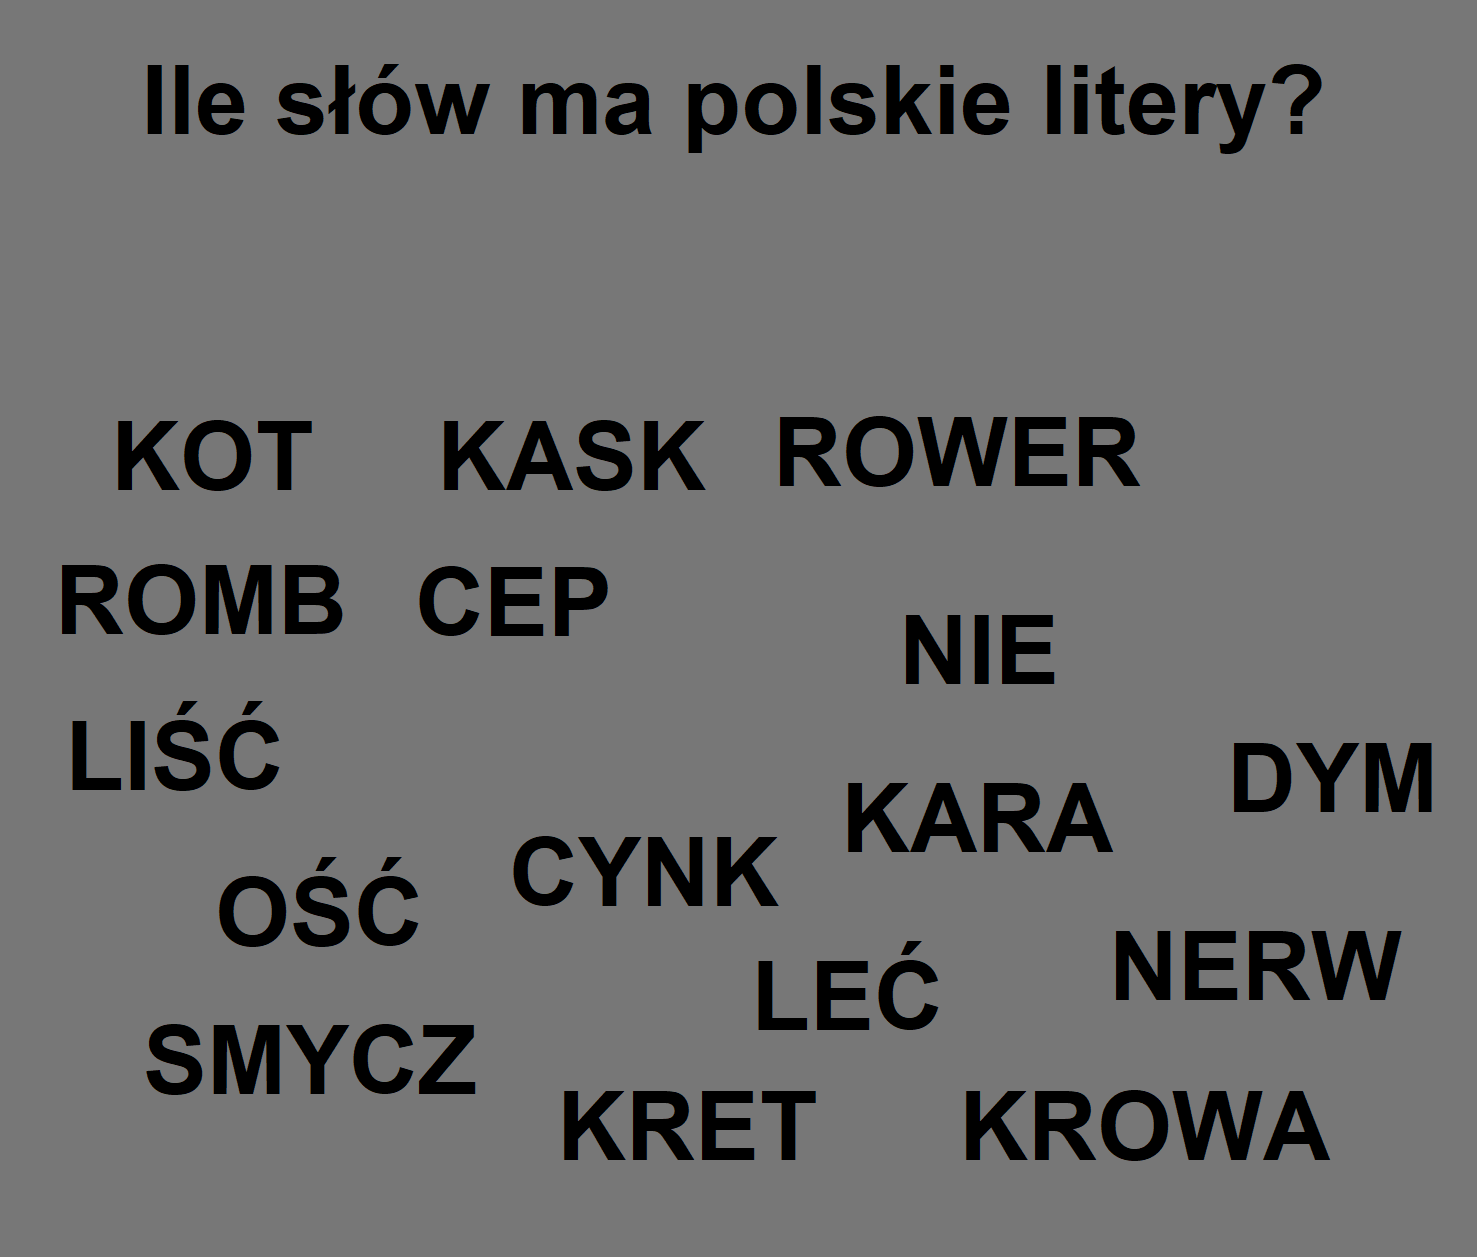 Ile słów ma polskie litery?
KOT KASK ROWER
ROMB CEP
NIE
LIŚĆ
DYM
KARA
CYNK
OŚĆ
NERW
LEĆ
SMYCZ
KRET KROWA